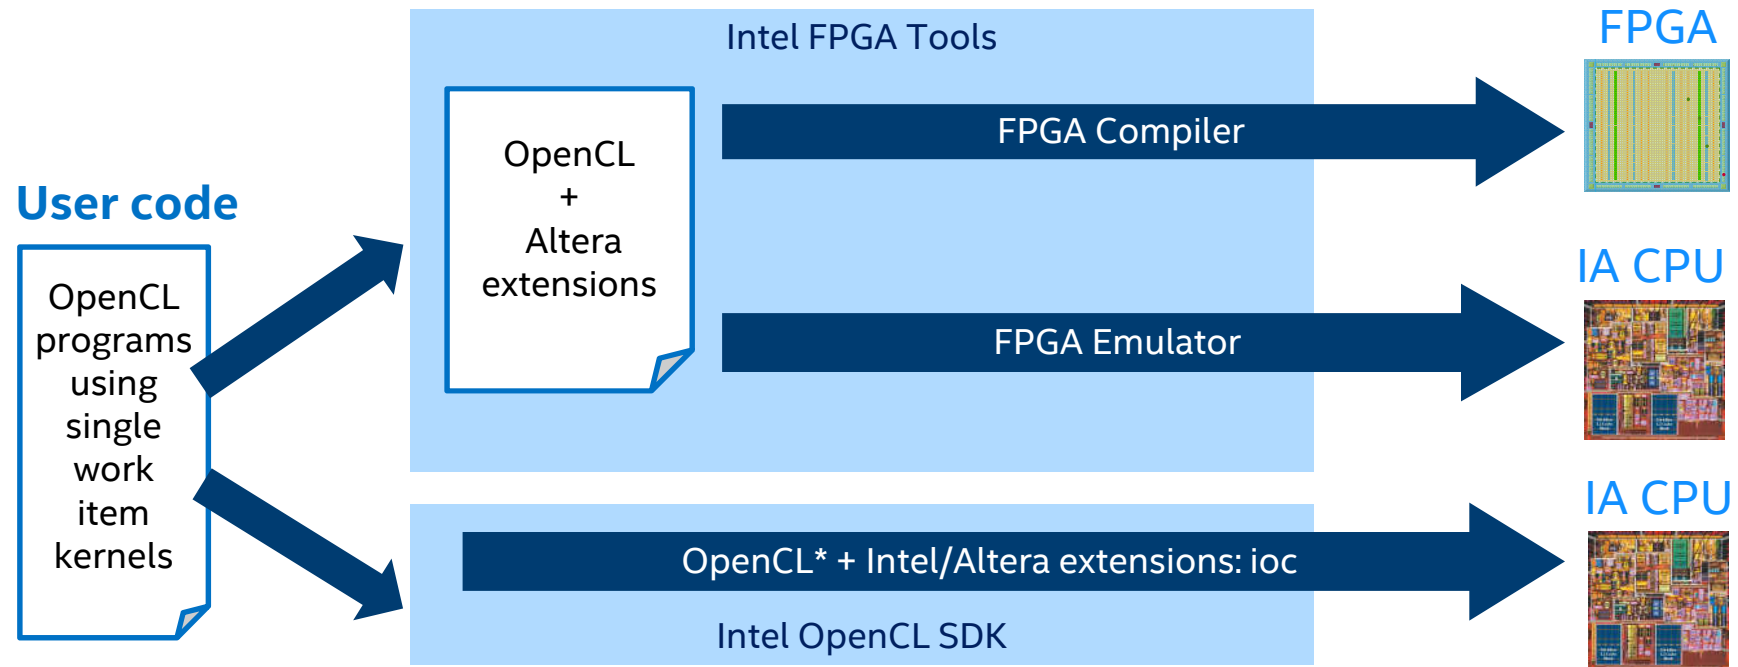 User code
OpenCL
programs
using
single
work
item
kernels
Intel FPGA Tools
OpenCL
+
Altera
extensions
FPGA Compiler
FPGA
FPGA Emulator
IA CPU
OpenCL* + Intel/Altera extensions: ioc
Intel OpenCL SDK
IA CPU